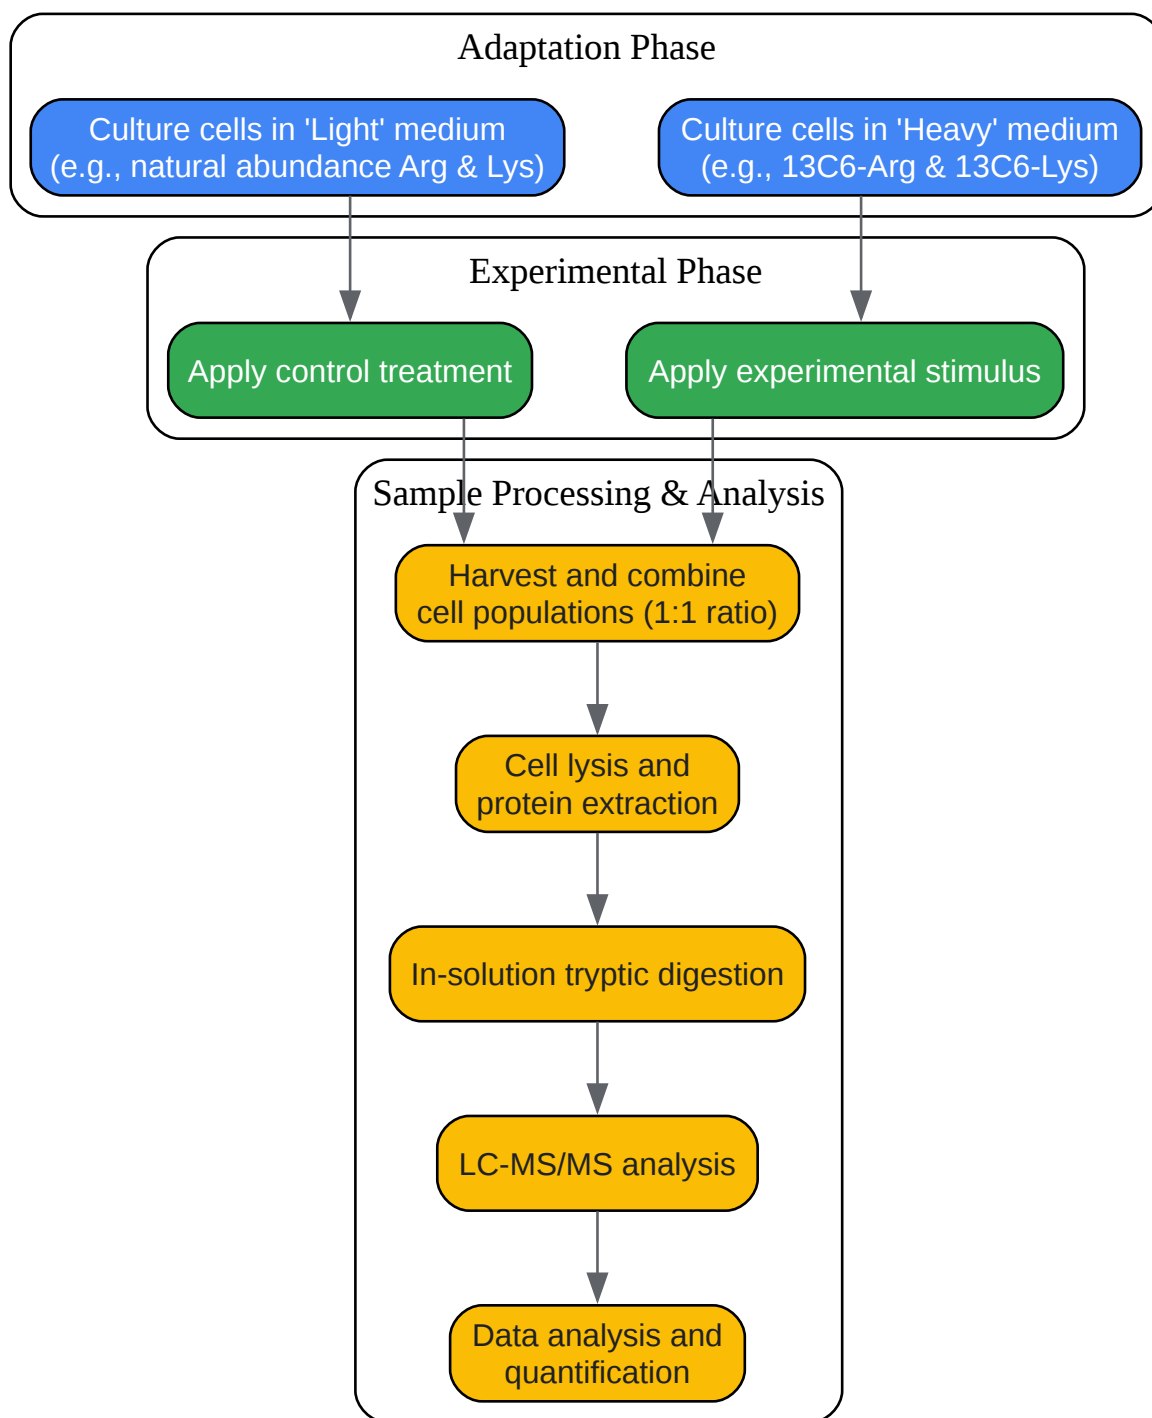 Adaptation Phase
Culture cells in 'Light' medium
(e.g., natural abundance Arg & Lys)
Culture cells in 'Heavy' medium
(e.g., 13C6-Arg & 13C6-Lys)
Experimental Phase
Apply control treatment
Apply experimental stimulus
Sample Processing & Analysis
Harvest and combine
cell populations (1:1 ratio)
Cell lysis and
protein extraction
In-solution tryptic digestion
LC-MS/MS analysis
Data analysis and
quantification